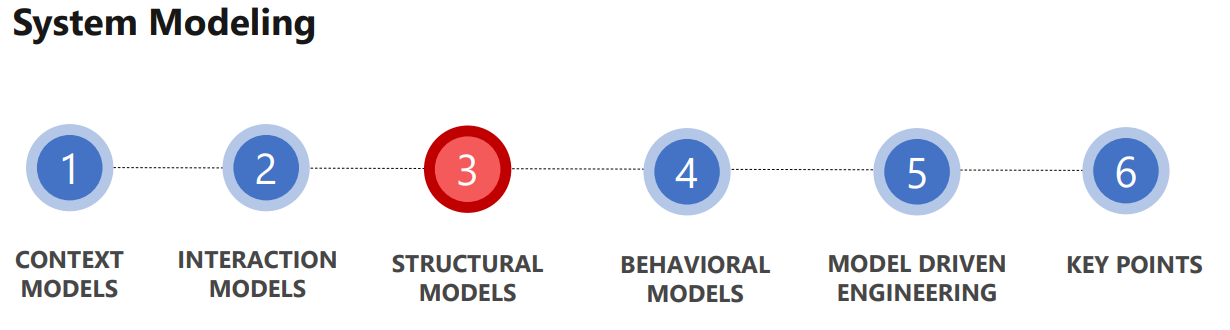 System Modeling
1
2
3
4
5
6
CONTEXT
MODELS
INTERACTION
MODELS
STRUCTURAL
MODELS
BEHAVIORAL
MODELS
MODEL DRIVEN
ENGINEERING
KEY POINTS